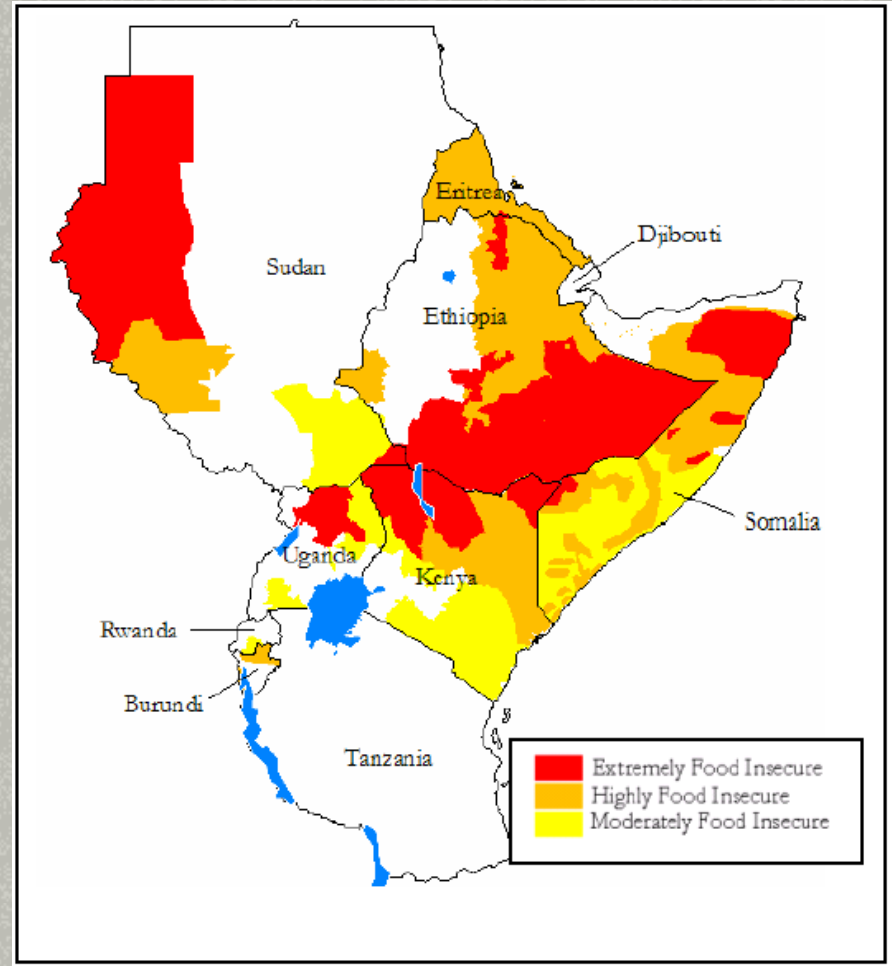 Eritrea
Djibouti
Sudan
Ethiopia
Somalia
Uganda
Kenya
Rwanda
Burundi
Tanzania
Extremely Food Insecure
Highly Food Insecure
Moderately Food Insecure